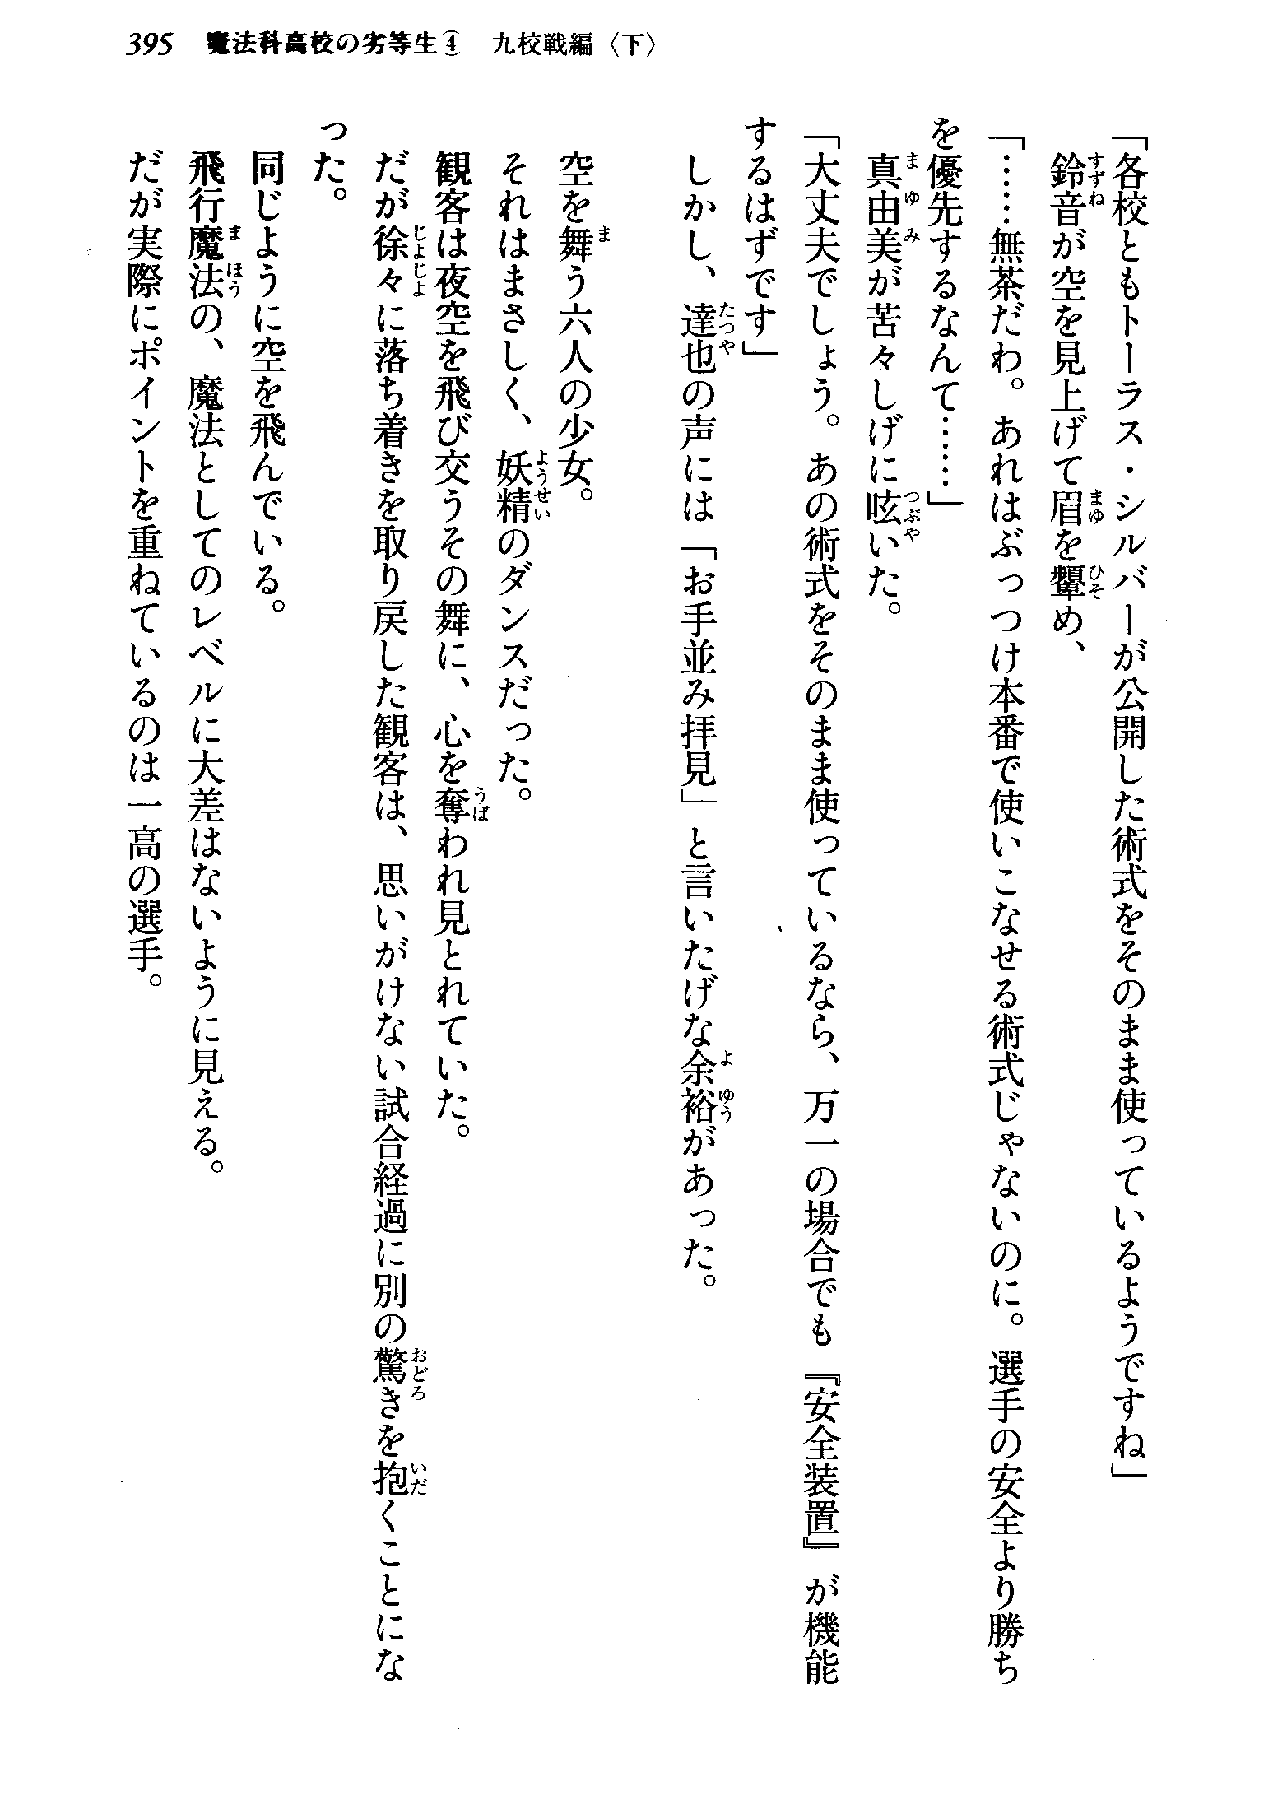 395 魔法科高校の劣等生④ 九校戦編〈下〉
「各校ともトーラス・シルバーが公開した術式をそのまま使っているようですね」
鈴音が空を見上げて眉を顰め、
「……無茶だわ。あれはぶっつけ本番で使いこなせる術式じゃないのに。選手の安全より勝ち
を優先するなんて……」
真由美が苦々しげに呟いた。
「大丈夫でしょう。あの術式をそのまま使っているなら、万一の場合でも『安全装置』が機能
するはずです」
しかし、達也の声には「お手並み拝見」と言いたげな余裕があった。
空を舞う六人の少女。
それはまさしく、妖精のダンスだった。
観客は夜空を飛び交うその舞に、心を奪われ見とれていた。
だが徐々に落ち着きを取り戻した観客は、思いがけない試合経過に別の驚きを抱くことにな
った。
同じように空を飛んでいる。
飛行魔法の、魔法としてのレベルに大差はないように見える。
だが実際にポイントを重ねているのは一高の選手。